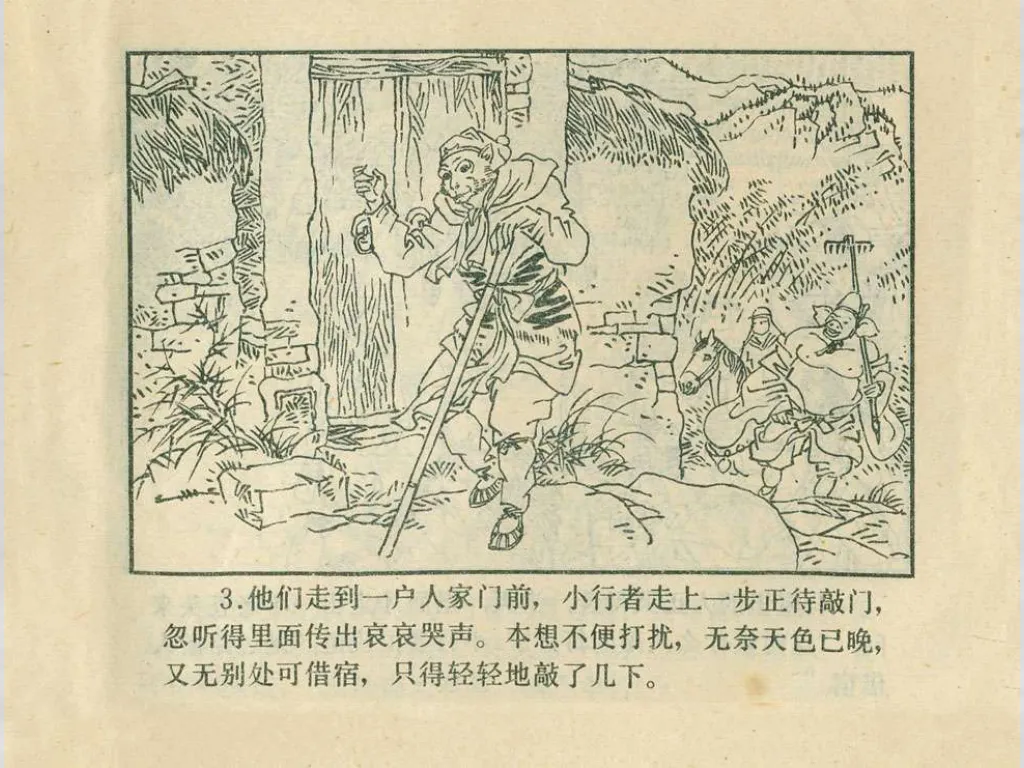 3.他们走到一户人家门前，小行者走上一步正待敲门，
忽听得里面传出哀哀哭声。本想不便打扰，无奈天色已晚，
又无别处可借宿，只得轻轻地敲了几下。